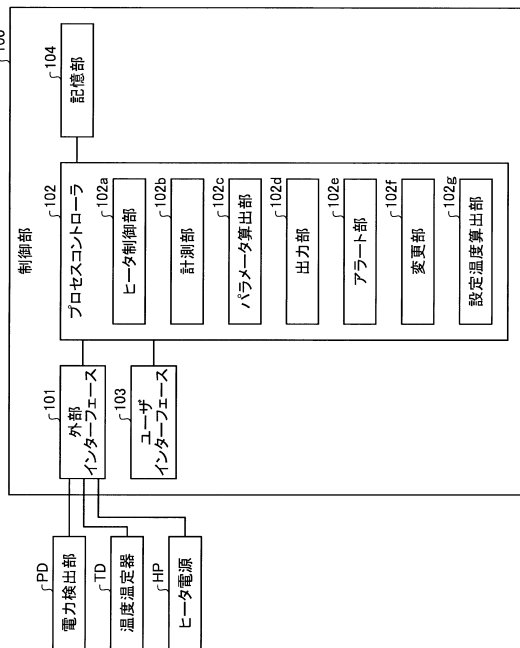 制御部
104
記憶部
102
プロセスコントローラ
102a
ヒータ制御部
102b
計測部
102c
パラメータ算出部
102d
出力部
102e
アラート部
102f
変更部
102g
設定温度算出部
101
外部
インターフェース
103
ユーザ
インターフェース
PD
電力検出部
TD
温度温定器
HP
ヒータ電源